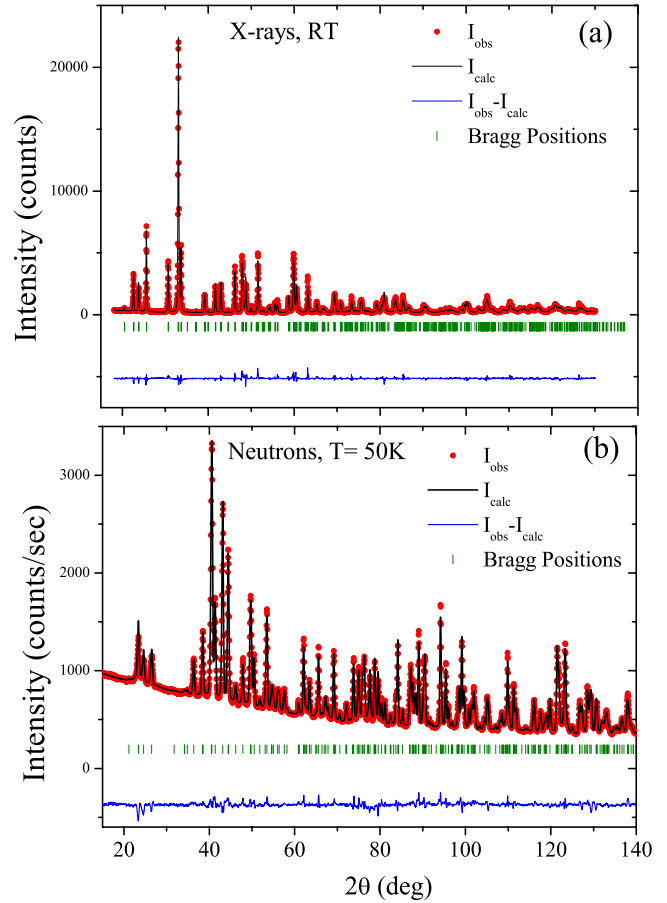 X-rays, RT
(a)
I_obs
I_calc
I_obs-I_calc
Bragg Positions
Intensity (counts)
20000
10000
0
Neutrons, T= 50K
(b)
I_obs
I_calc
I_obs-I_calc
Bragg Positions
Intensity (counts/sec)
3000
2000
1000
0
20 40 60 80 100 120 140
2θ (deg)